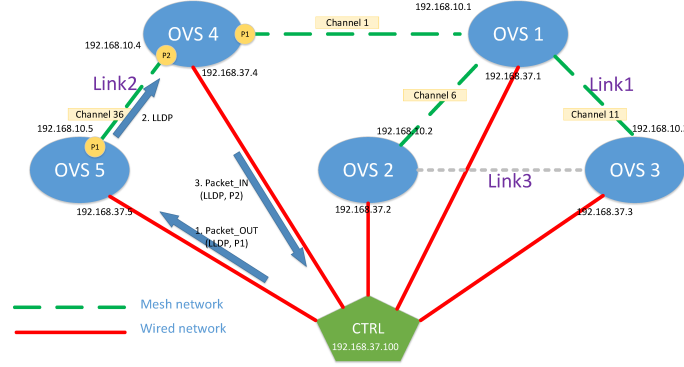 192.168.10.1
Channel 1
OVS 4
P1
OVS 1
192.168.10.4
P2
192.168.37.4
192.168.37.1
Link2
Link1
Channel 6
Channel 36
2. LLDP
Channel 11
192.168.10.5
192.168.10.2
192.168.10.
P1
OVS 5
OVS 2
OVS 3
Link3
3. Packet_IN
(LLDP, P2)
192.168.37.5
192.168.37.2
192.168.37.3
1. Packet_OUT
(LLDP, P1)
Mesh network
Wired network
CTRL
192.168.37.100